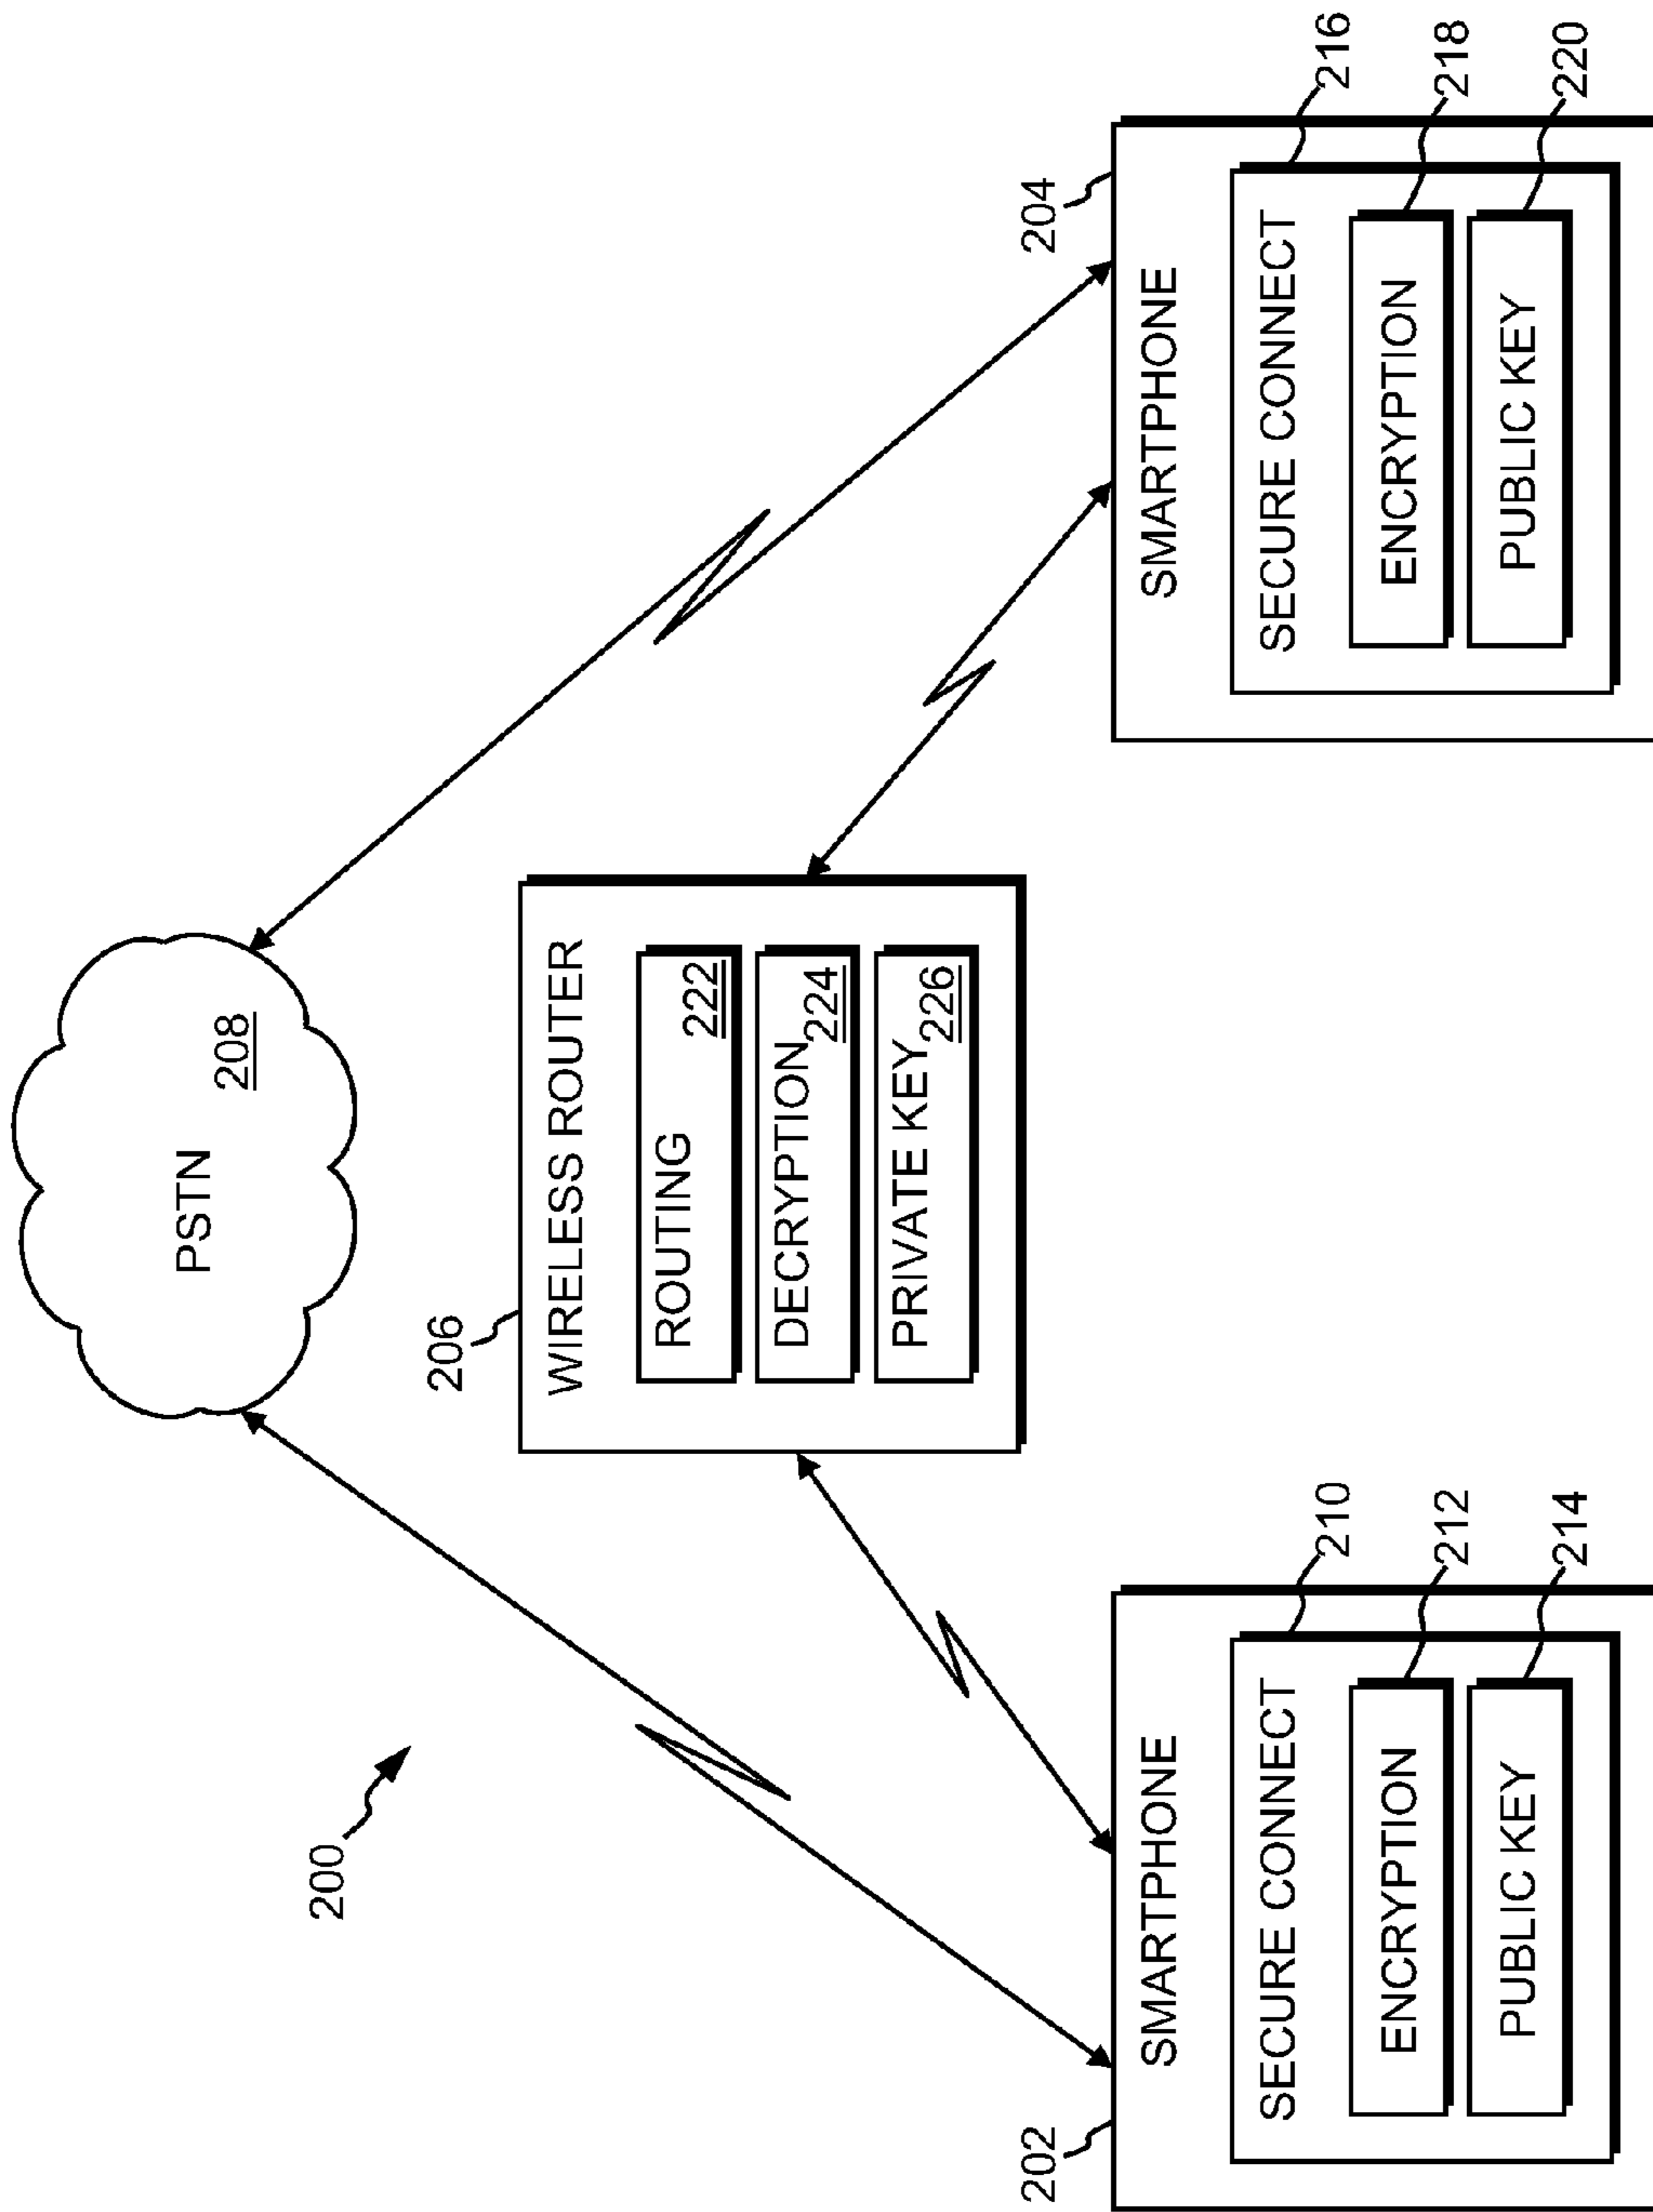 200
PSTN
208
206
WIRELESS ROUTER
ROUTING
222
DECRYPTION
224
PRIVATE KEY
226
202
SMARTPHONE
SECURE CONNECT
210
ENCRYPTION
212
PUBLIC KEY
214
204
SMARTPHONE
SECURE CONNECT
216
ENCRYPTION
218
PUBLIC KEY
220